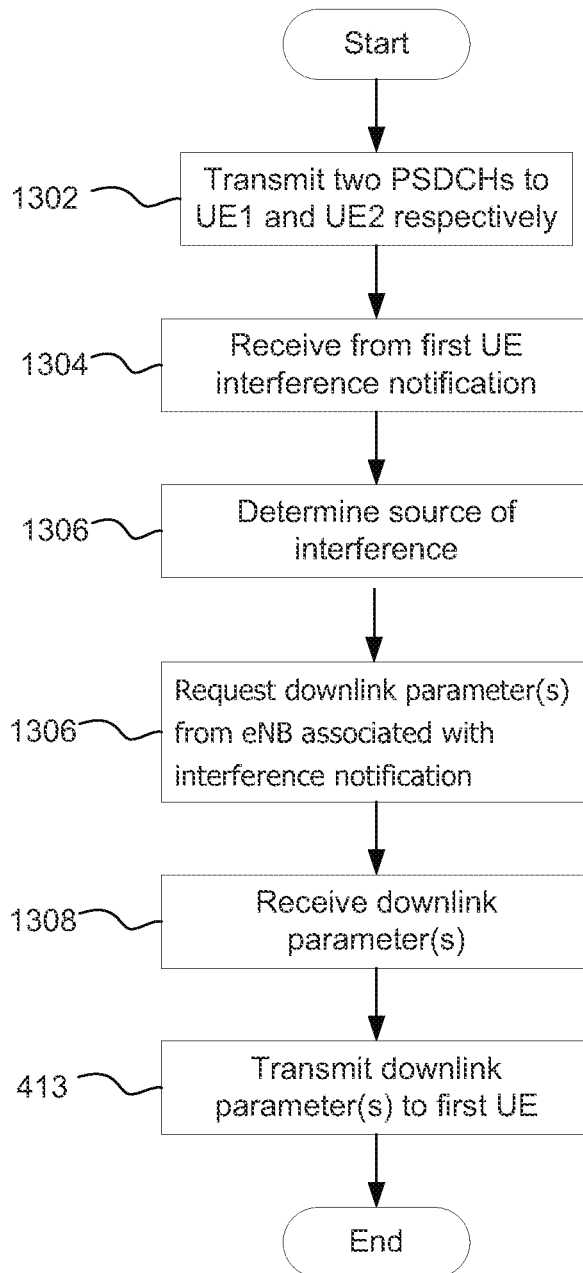 Start
1302
Transmit two PSDCHs to
UE1 and UE2 respectively
1304
Receive from first UE
interference notification
1306
Determine source of
interference
1306
Request downlink parameter(s)
from eNB associated with
interference notification
1308
Receive downlink
parameter(s)
413
Transmit downlink
parameter(s) to first UE
End